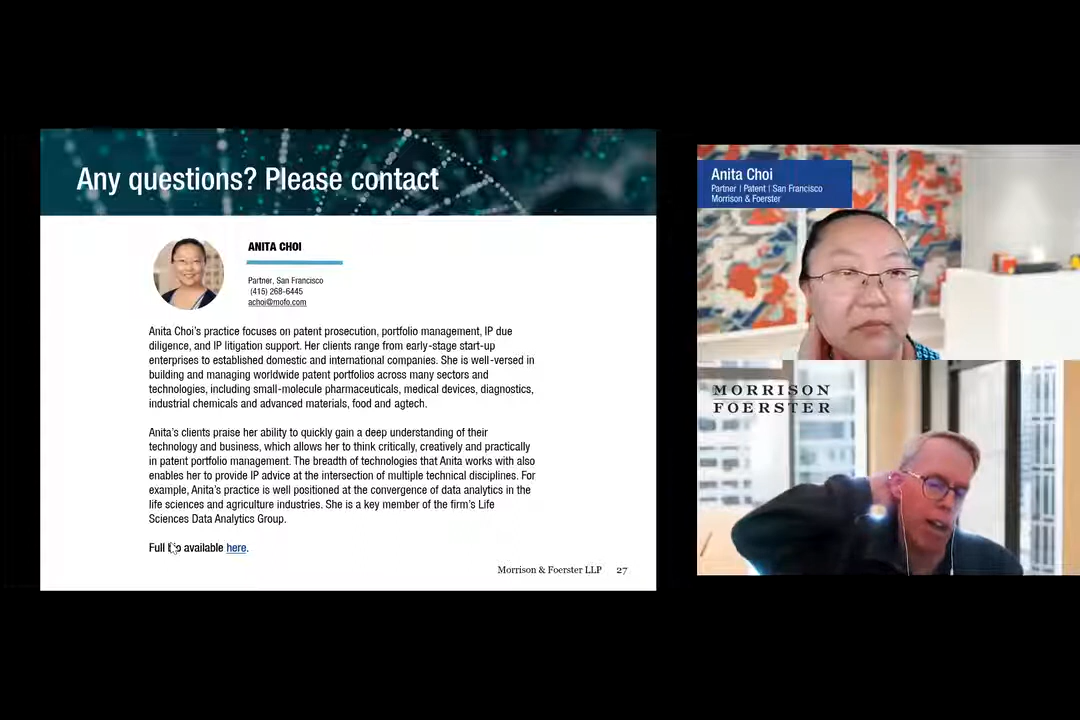 Any questions? Please contact
ANITA CHOI
Partner, San Francisco
(415) 268-6445
achoi@mofo.com
Anita Choi's practice focuses on patent prosecution, portfolio management, IP due
diligence, and IP litigation support. Her clients range from early-stage start-up
enterprises to established domestic and international companies. She is well-versed in
building and managing worldwide patent portfolios across many sectors and
technologies, including small-molecule pharmaceuticals, medical devices, diagnostics,
industrial chemicals and advanced materials, food and agtech.
Anita's clients praise her ability to quickly gain a deep understanding of their
technology and business, which allows her to think critically, creatively and practically
in patent portfolio management. The breadth of technologies that Anita works with also
enables her to provide IP advice at the intersection of multiple technical disciplines. For
example, Anita's practice is well positioned at the convergence of data analytics in the
life sciences and agriculture industries. She is a key member of the firm's Life
Sciences Data Analytics Group.
Full available here.
Morrison & Foerster LLP 27
Anita Choi
Partner | Patent | San Francisco
Morrison & Foerster
MORRISON
FOERSTER